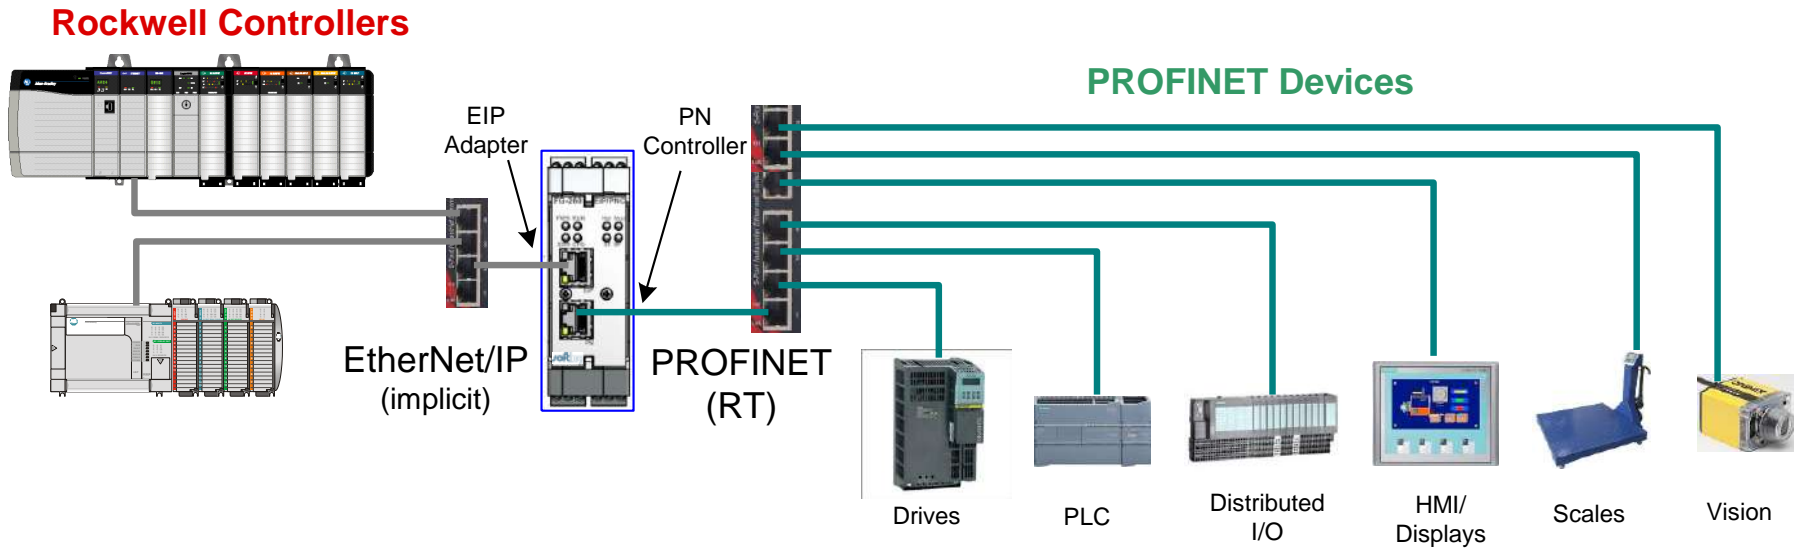 Rockwell Controllers
PROFINET Devices
EIP
Adapter
PN
Controller
EtherNet/IP
(implicit)
PROFINET
(RT)
Drives
PLC
Distributed
I/O
HMI/
Displays
Scales
Vision